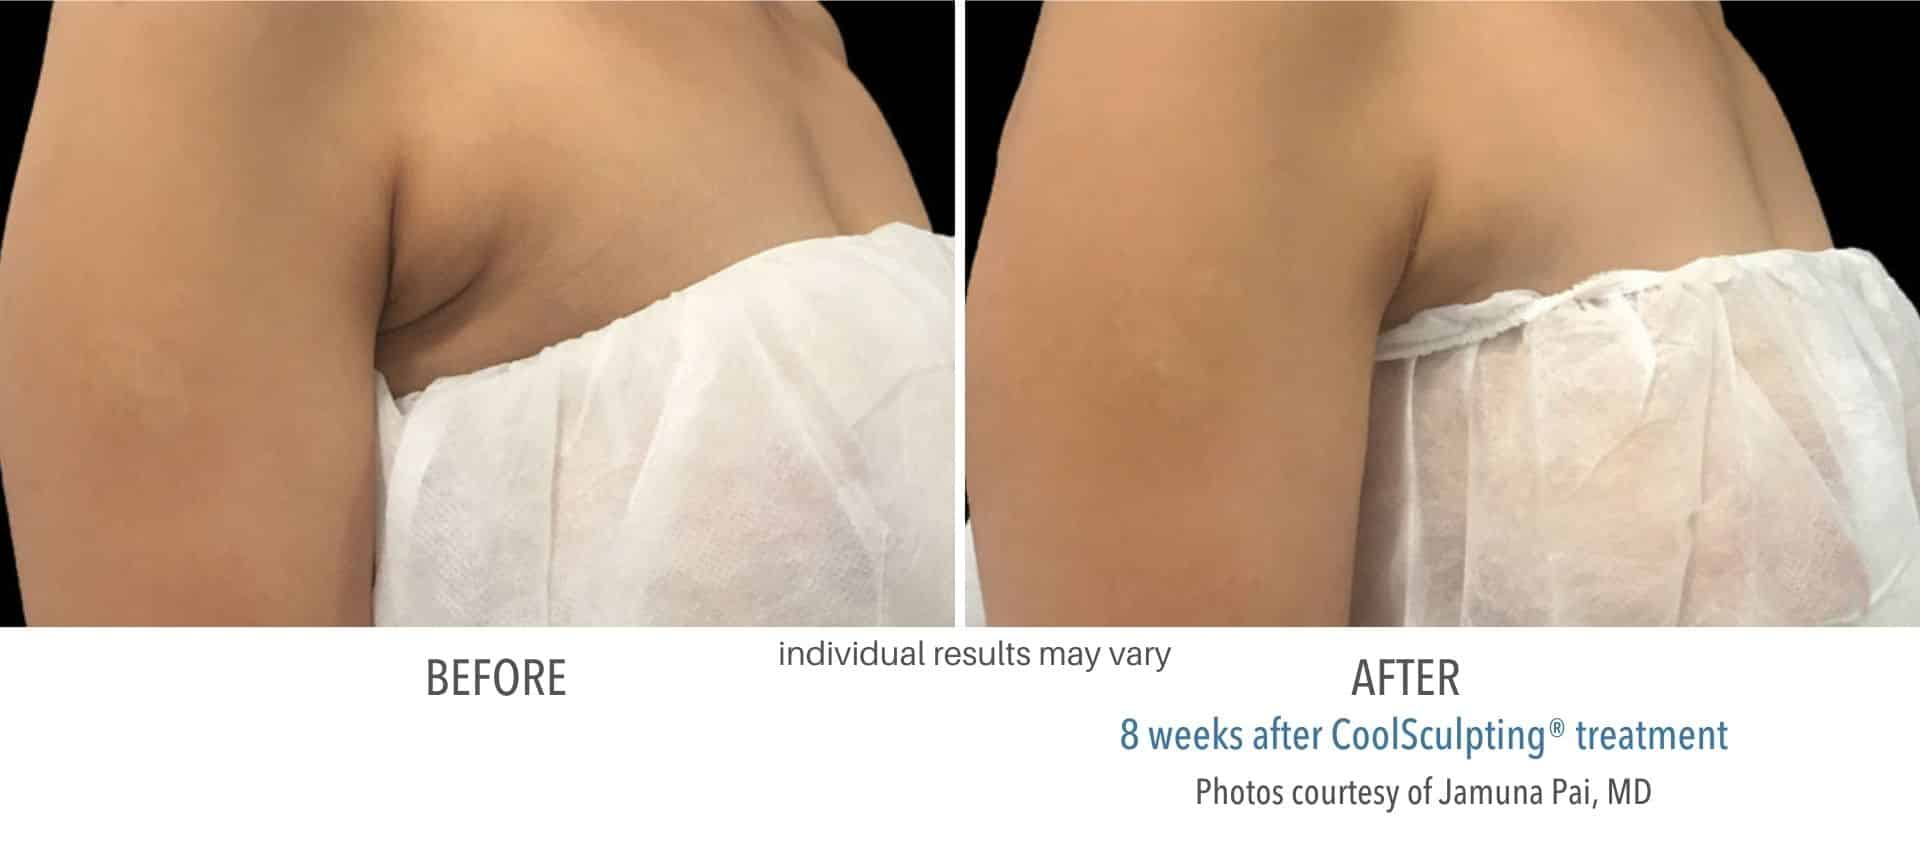 individual results may vary
BEFORE
AFTER
8 weeks after CoolSculpting® treatment
Photos courtesy of Jamuna Pai, MD